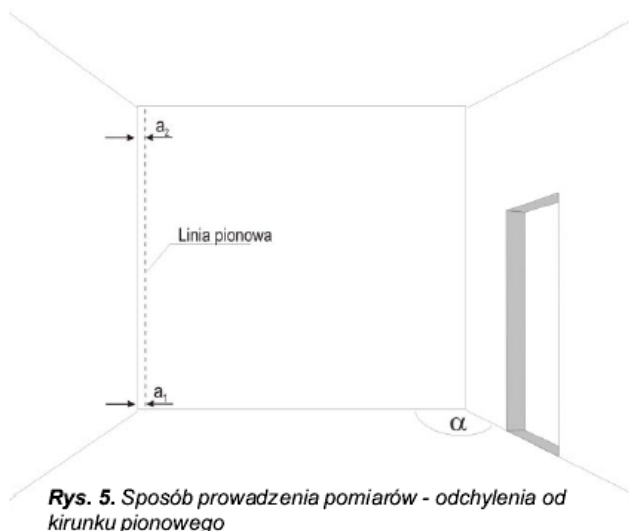 a₂
Linia pionowa
a₁
α
Rys. 5. Sposób prowadzenia pomiarów - odchylenia od
kirunku pionowego